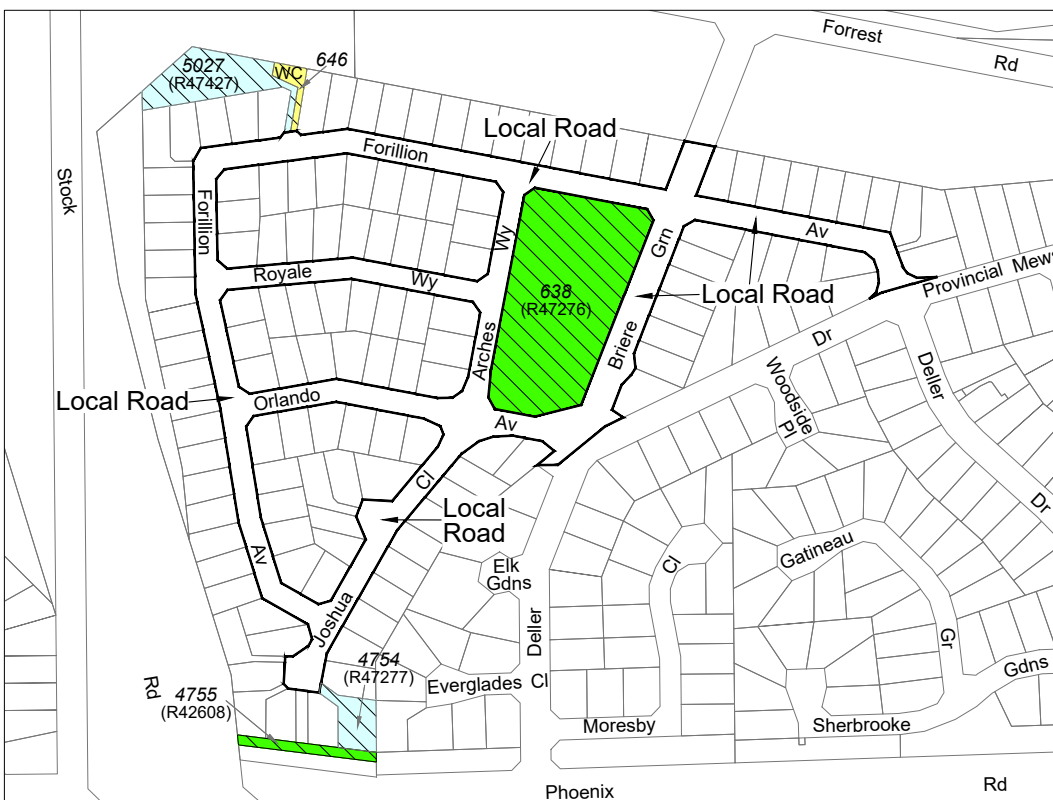 Forrest
Rd
5027
(R47427)
WC
646
Local Road
Forillion
Stock
Forillion
Wy
Grn
Av
Royale
Wy
638
(R47276)
Local Road
Provincial Mews
Arches
Briere
Dr
Local Road
Orlando
Av
Woodside
Pl
Deller
Cl
Local
Road
Dr
Av
Elk
Gdns
Cl
Gatineau
Joshua
Deller
Gr
4754
(R47277)
Gdns
Rd
4755
(R42608)
Everglades Cl
Moresby
Sherbrooke
Phoenix
Rd